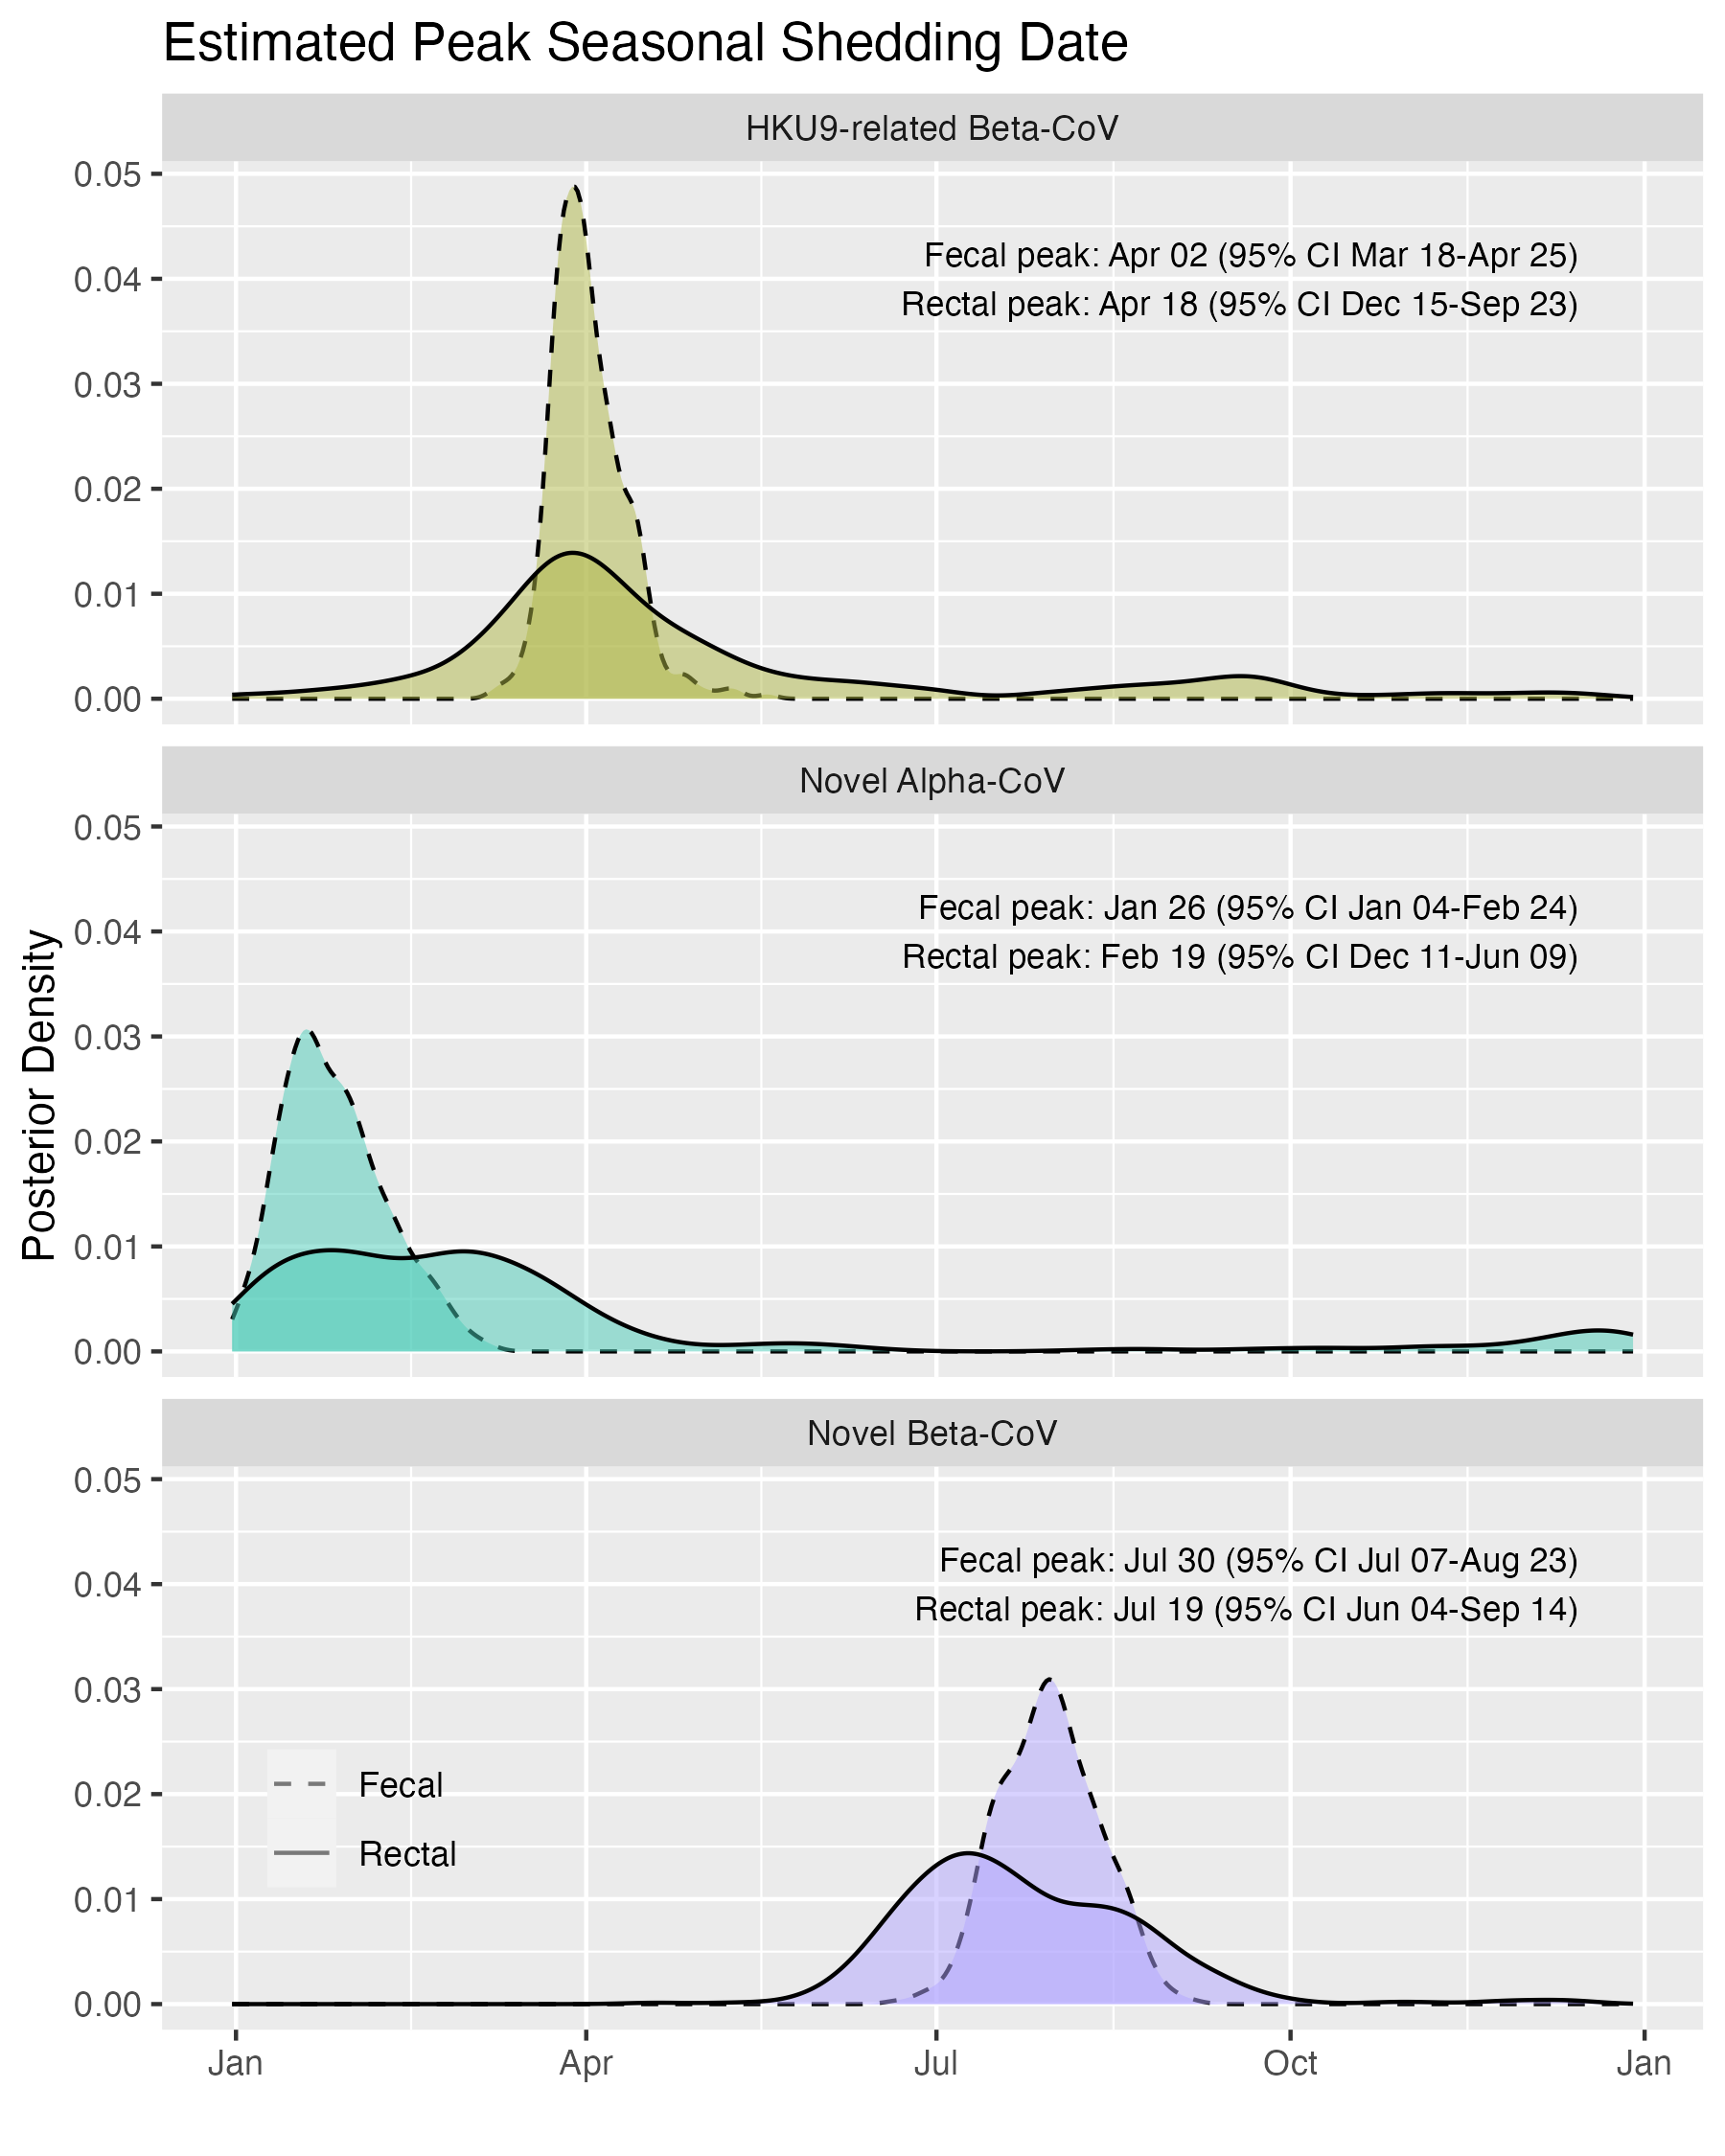 Estimated Peak Seasonal Shedding Date
HKU9-related Beta-CoV
0.05
Fecal peak: Apr 02 (95% CI Mar 18-Apr 25)
0.04
Rectal peak: Apr 18 (95% CI Dec 15-Sep 23)
0.03
0.02
0.01
0.00
Novel Alpha-CoV
0.05
Fecal peak: Jan 26 (95% CI Jan 04-Feb 24)
0.04
Rectal peak: Feb 19 (95% CI Dec 11-Jun 09)
0.03
0.02
0.01
0.00
Posterior Density
Novel Beta-CoV
0.05
Fecal peak: Jul 30 (95% CI Jul 07-Aug 23)
0.04
Rectal peak: Jul 19 (95% CI Jun 04-Sep 14)
0.03
0.02
0.01
0.00
Fecal
Rectal
Jan Apr Jul Oct Jan